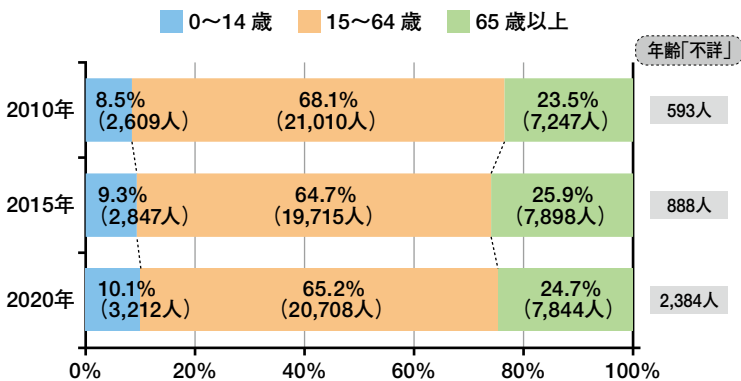 0〜14 歳 15〜64 歳 65 歳以上
年齢「不詳」
2010年
8.5%
（2,609人）
68.1%
（21,010人）
23.5%
（7,247人）
593人
2015年
9.3%
（2,847人）
64.7%
（19,715人）
25.9%
（7,898人）
888人
2020年
10.1%
（3,212人）
65.2%
（20,708人）
24.7%
（7,844人）
2,384人
0% 20% 40% 60% 80% 100%